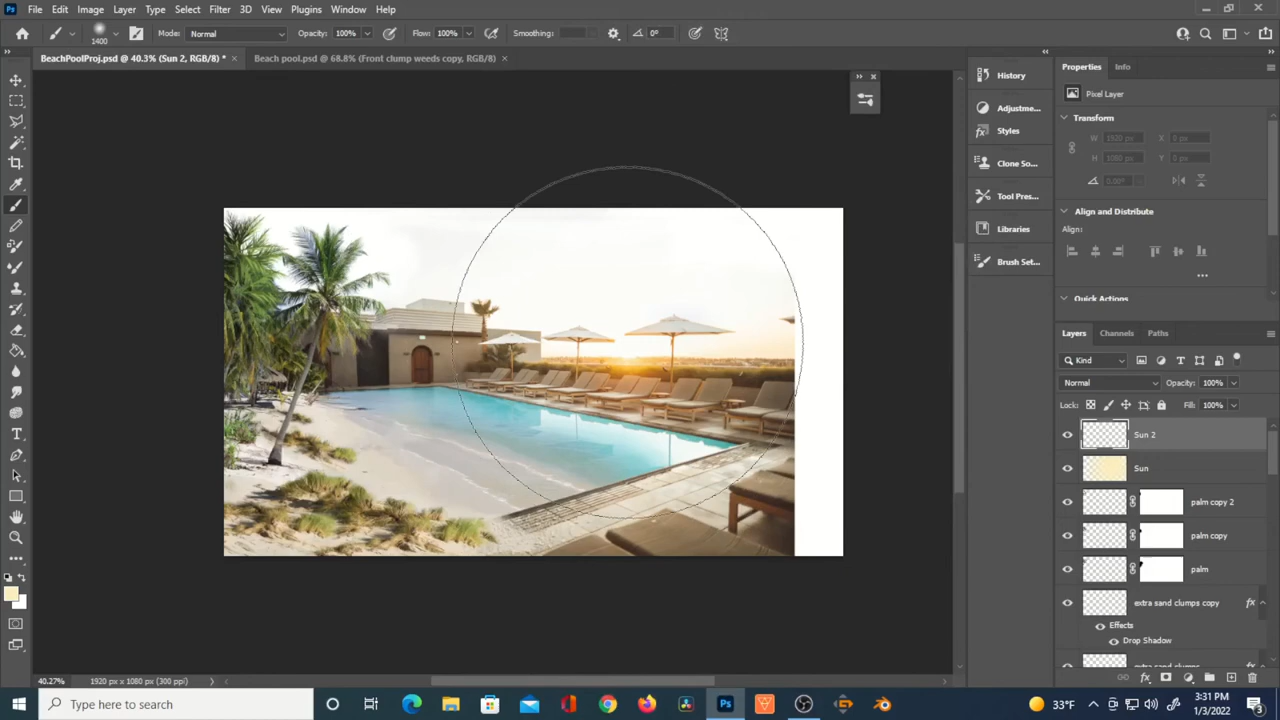 Ps File Edit Image Layer Type Select Filter 3D View Plugins Window Help
1400 Mode: Normal Opacity: 100% Flow: 100% Smoothing: 0°
BeachPoolProj.psd @ 40.3% (Sun 2, RGB/8) * × Beach pool.psd @ 68.8% (Front clump weeds copy, RGB/8) ×
History
Adjustme...
Styles
Clone So...
Tool Pres...
Libraries
Brush Set...
Properties Info
Pixel Layer
Transform
W 1920 px X 0 px
H 1080 px Y 0 px
0.00°
Align and Distribute
Align:
...
Quick Actions
Layers Channels Paths
Kind
Normal Opacity: 100%
Lock: Fill: 100%
Sun 2
Sun
palm copy 2
palm copy
palm
extra sand clumps copy fx
Effects
Drop Shadow
extra sand clumps
40.27% 1920 px x 1080 px (300 ppi)
Type here to search
Ps
33°F
3:31 PM
1/3/2022
3